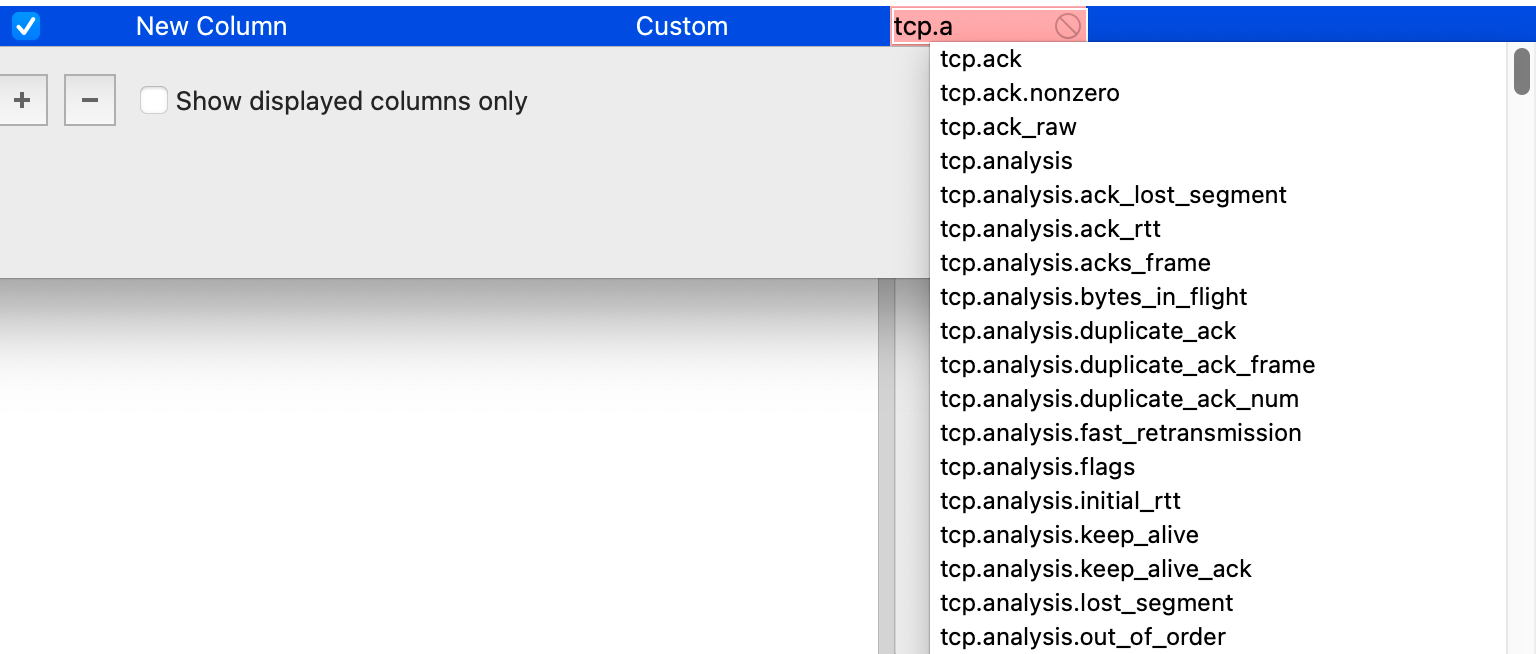 New Column Custom tcp.a
+ − Show displayed columns only
tcp.ack
tcp.ack.nonzero
tcp.ack_raw
tcp.analysis
tcp.analysis.ack_lost_segment
tcp.analysis.ack_rtt
tcp.analysis.acks_frame
tcp.analysis.bytes_in_flight
tcp.analysis.duplicate_ack
tcp.analysis.duplicate_ack_frame
tcp.analysis.duplicate_ack_num
tcp.analysis.fast_retransmission
tcp.analysis.flags
tcp.analysis.initial_rtt
tcp.analysis.keep_alive
tcp.analysis.keep_alive_ack
tcp.analysis.lost_segment
tcp.analysis.out_of_order